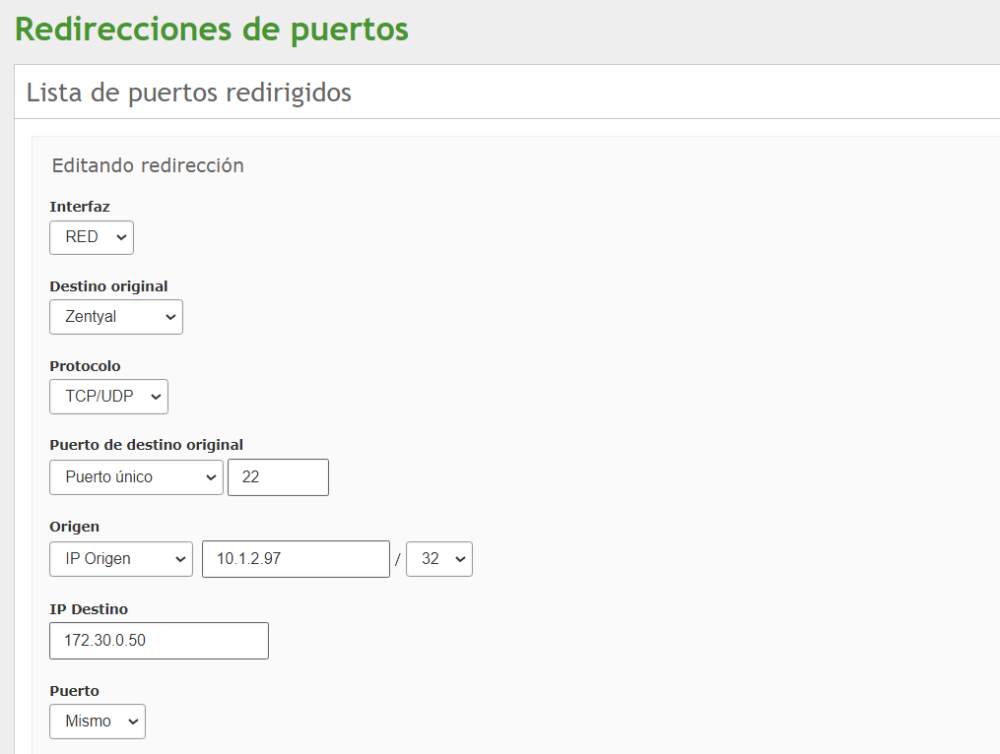 Redirecciones de puertos
Lista de puertos redirigidos
Editando redirección
Interfaz
RED
Destino original
Zentyal
Protocolo
TCP/UDP
Puerto de destino original
Puerto único 22
Origen
IP Origen 10.1.2.97 / 32
IP Destino
172.30.0.50
Puerto
Mismo